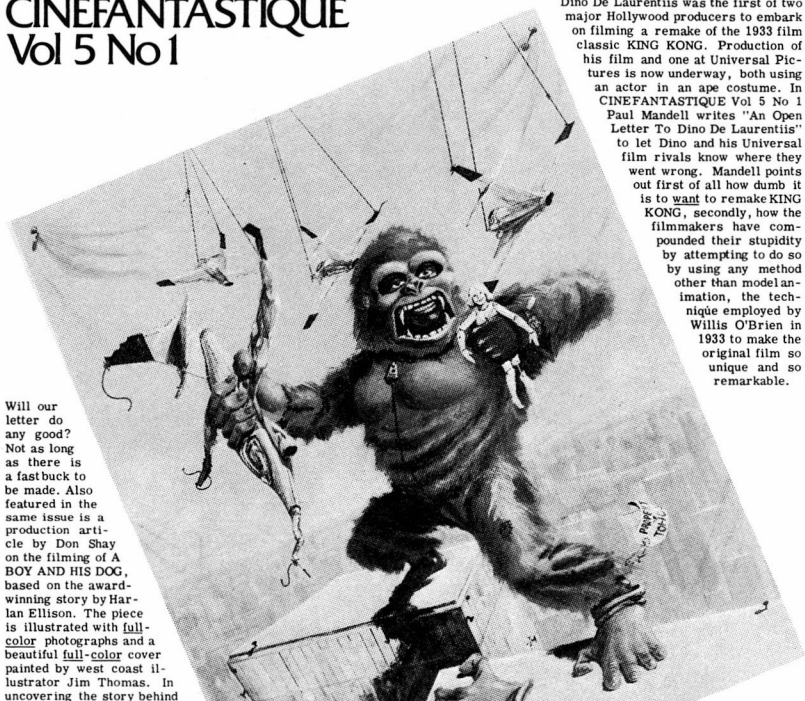 CINEFANTASTIQUE
Vol 5 No 1
Dino De Laurentiis was the first of two
major Hollywood producers to embark
on filming a remake of the 1933 film
classic KING KONG. Production of
his film and one at Universal Pic-
tures is now underway, both using
an actor in an ape costume. In
CINEFANTASTIQUE Vol 5 No 1
Paul Mandell writes "An Open
Letter To Dino De Laurentiis"
to let Dino and his Universal
film rivals know where they
went wrong. Mandell points
out first of all how dumb it
is to want to remake KING
KONG, secondly, how the
filmmakers have com-
pounded their stupidity
by attempting to do so
by using any method
other than model an-
imation, the tech-
niqúe employed by
Willis O'Brien in
1933 to make the
original film so
unique and so
remarkable.
Will our
letter do
any good?
Not as long
as there is
a fast buck to
be made. Also
featured in the
same issue is a
production arti-
cle by Don Shay
on the filming of A
BOY AND HIS DOG,
based on the award-
winning story by Har-
lan Ellison. The piece
is illustrated with full-
color photographs and a
beautiful full-color cover
painted by west coast il-
lustrator Jim Thomas. In
uncovering the story behind